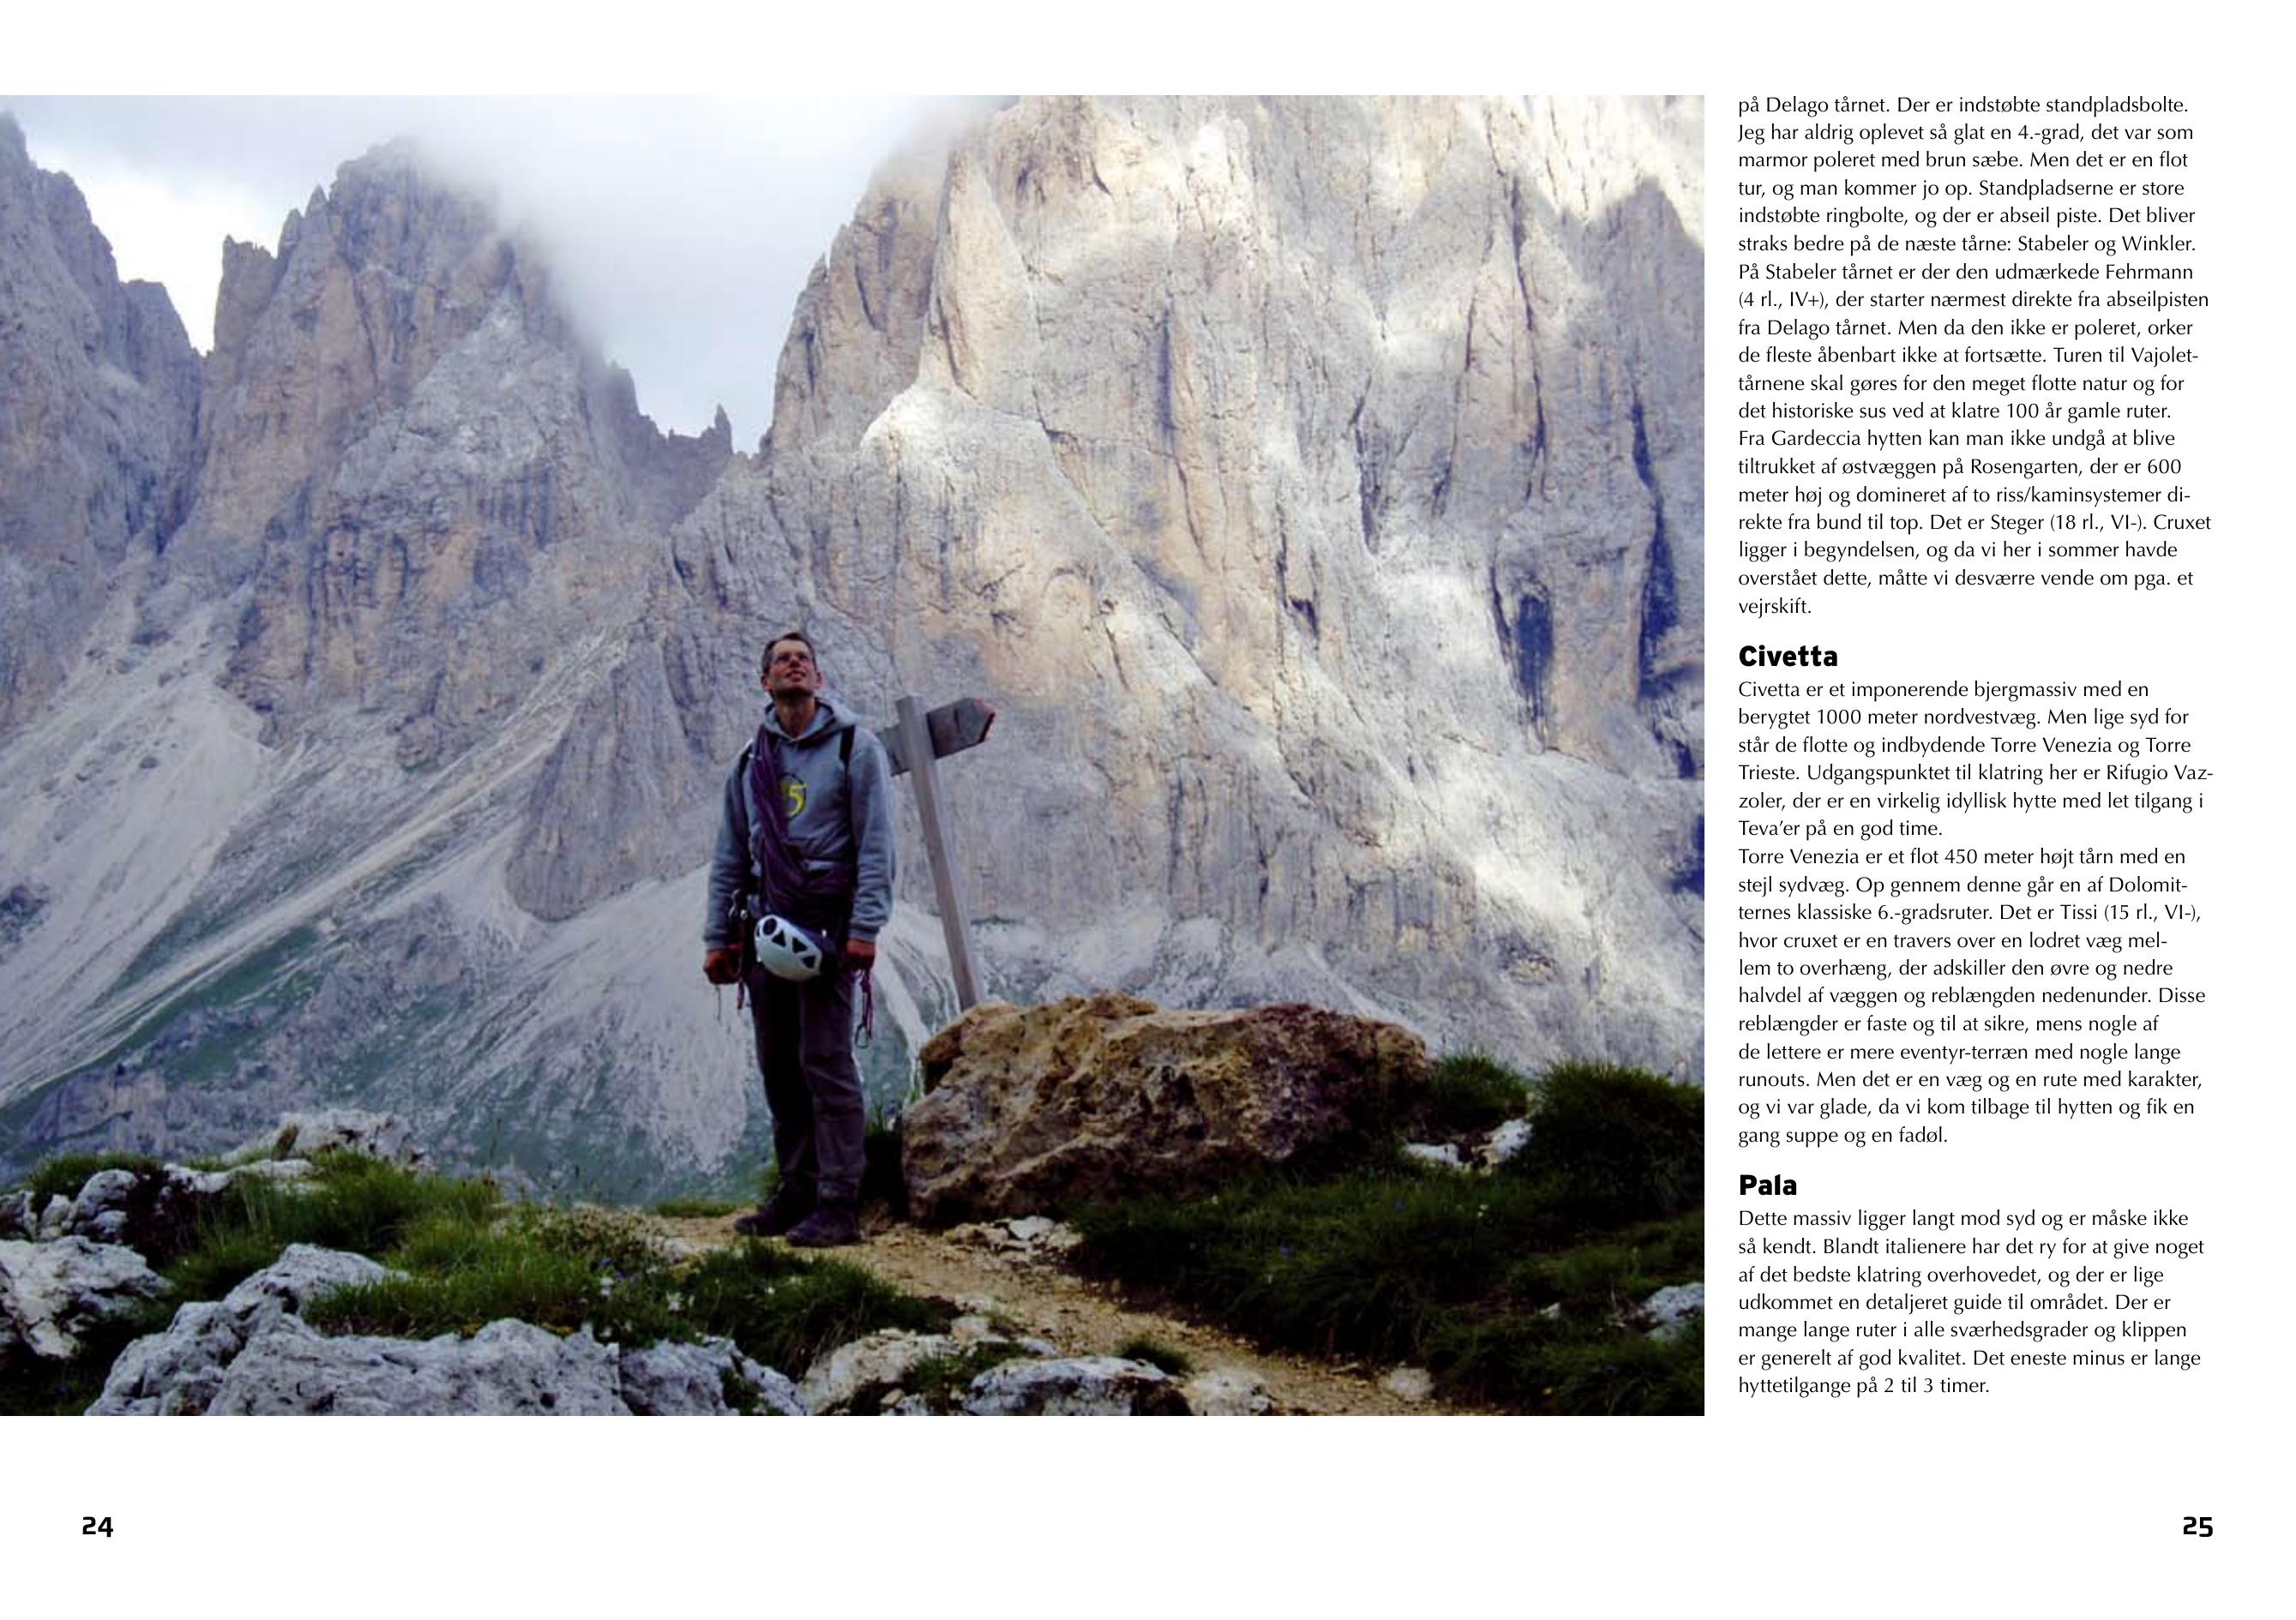 på Delago tårnet. Der er indstøbte standpladsbolte.
Jeg har aldrig oplevet så glat en 4.-grad, det var som
marmor poleret med brun sæbe. Men det er en flot
tur, og man kommer jo op. Standpladserne er store
indstøbte ringbolte, og der er abseil piste. Det bliver
straks bedre på de næste tårne: Stabeler og Winkler.
På Stabeler tårnet er der den udmærkede Fehrmann
(4 rl., IV+), der starter nærmest direkte fra abseilpisten
fra Delago tårnet. Men da den ikke er poleret, orker
de fleste åbenbart ikke at fortsætte. Turen til Vajolet-
tårnene skal gøres for den meget flotte natur og for
det historiske sus ved at klatre 100 år gamle ruter.
Fra Gardeccia hytten kan man ikke undgå at blive
tiltrukket af østvæggen på Rosengarten, der er 600
meter høj og domineret af to riss/kaminsystemer di-
rekte fra bund til top. Det er Steger (18 rl., VI-). Cruxet
ligger i begyndelsen, og da vi her i sommer havde
overstået dette, måtte vi desværre vende om pga. et
vejrskift.
Civetta
Civetta er et imponerende bjergmassiv med en
berygtet 1000 meter nordvestvæg. Men lige syd for
står de flotte og indbydende Torre Venezia og Torre
Trieste. Udgangspunktet til klatring her er Rifugio Vaz-
zoler, der er en virkelig idyllisk hytte med let tilgang i
Teva’er på en god time.
Torre Venezia er et flot 450 meter højt tårn med en
stejl sydvæg. Op gennem denne går en af Dolomit-
ternes klassiske 6.-gradsruter. Det er Tissi (15 rl., VI-),
hvor cruxet er en travers over en lodret væg mel-
lem to overhæng, der adskiller den øvre og nedre
halvdel af væggen og reblængden nedenunder. Disse
reblængder er faste og til at sikre, mens nogle af
de lettere er mere eventyr-terræn med nogle lange
runouts. Men det er en væg og en rute med karakter,
og vi var glade, da vi kom tilbage til hytten og fik en
gang suppe og en fadøl.
Pala
Dette massiv ligger langt mod syd og er måske ikke
så kendt. Blandt italienere har det ry for at give noget
af det bedste klatring overhovedet, og der er lige
udkommet en detaljeret guide til området. Der er
mange lange ruter i alle sværhedsgrader og klippen
er generelt af god kvalitet. Det eneste minus er lange
hyttetilgange på 2 til 3 timer.
5
24
25